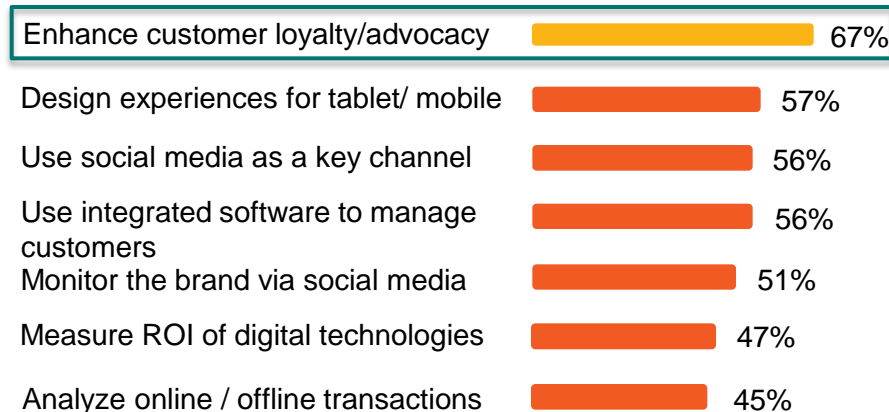 Enhance customer loyalty/advocacy 67%
Design experiences for tablet/ mobile 57%
Use social media as a key channel 56%
Use integrated software to manage
customers 56%
Monitor the brand via social media 51%
Measure ROI of digital technologies 47%
Analyze online / offline transactions 45%